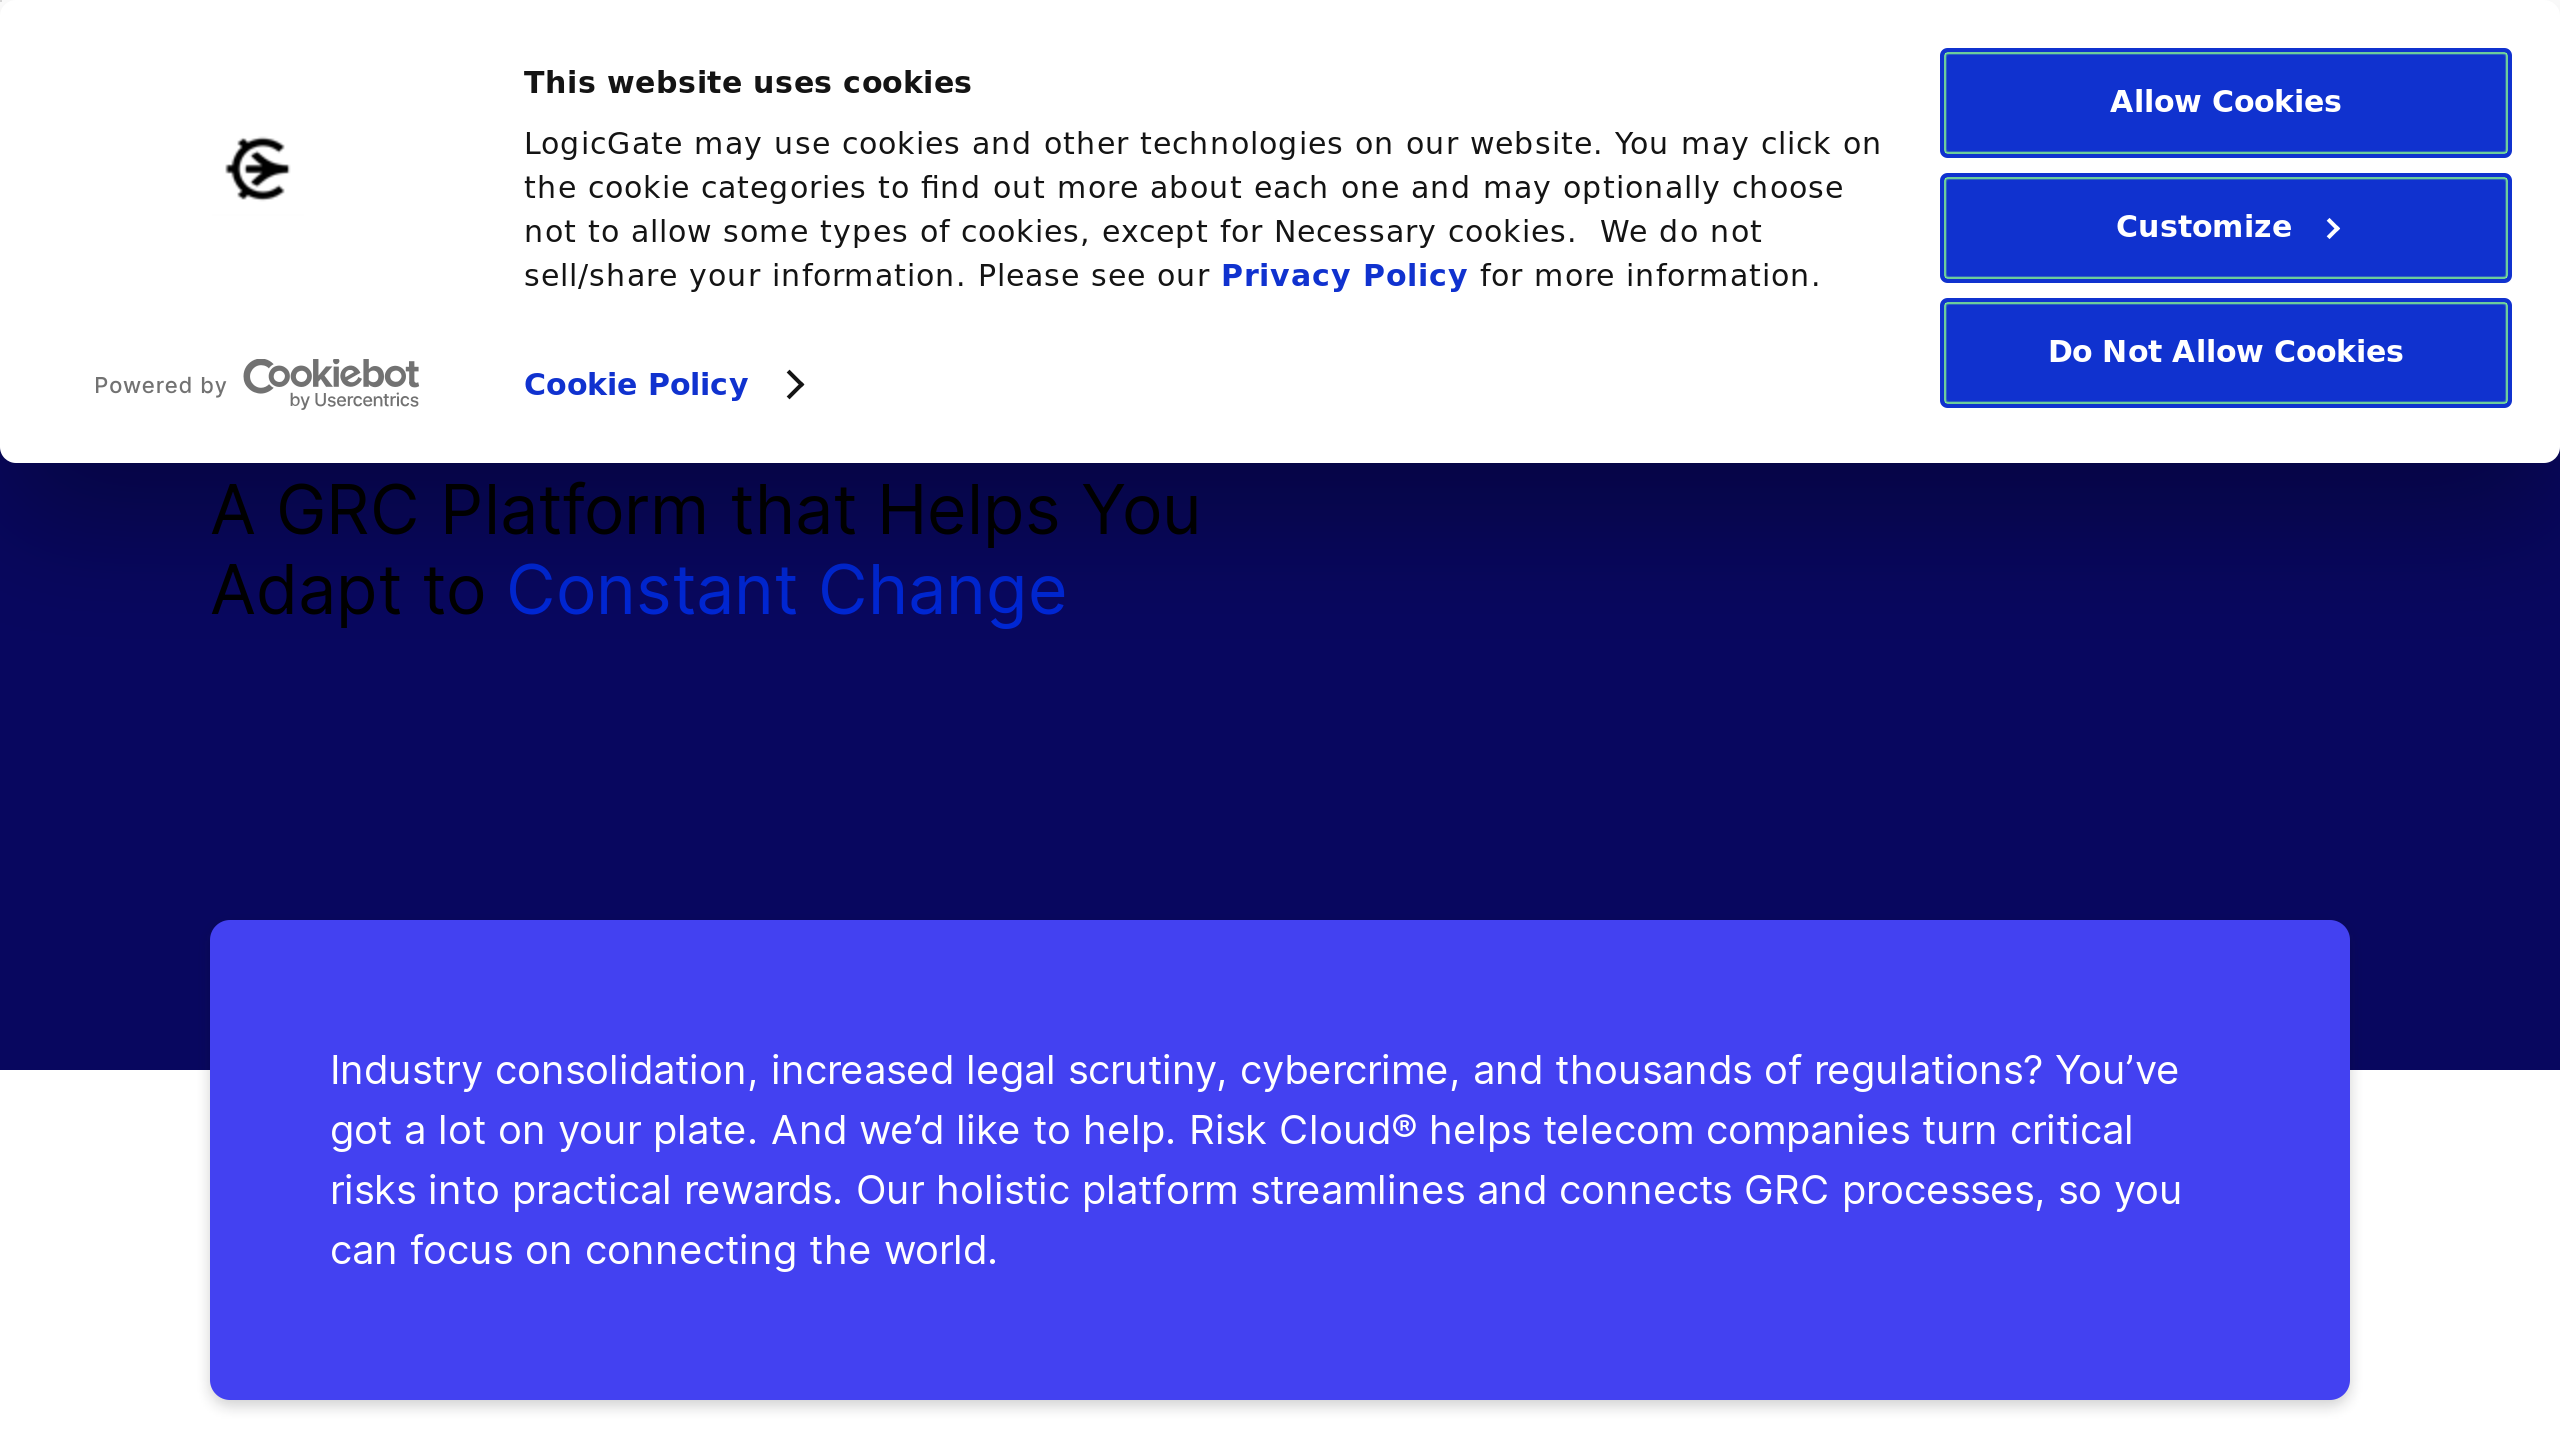 This website uses cookies
LogicGate may use cookies and other technologies on our website. You may click on
the cookie categories to find out more about each one and may optionally choose
not to allow some types of cookies, except for Necessary cookies.  We do not
sell/share your information. Please see our Privacy Policy for more information.
Powered by Cookiebot
by Usercentrics
Cookie Policy
Allow Cookies
Customize
Do Not Allow Cookies
A GRC Platform that Helps You
Adapt to Constant Change
Industry consolidation, increased legal scrutiny, cybercrime, and thousands of regulations? You’ve
got a lot on your plate. And we’d like to help. Risk Cloud® helps telecom companies turn critical
risks into practical rewards. Our holistic platform streamlines and connects GRC processes, so you
can focus on connecting the world.